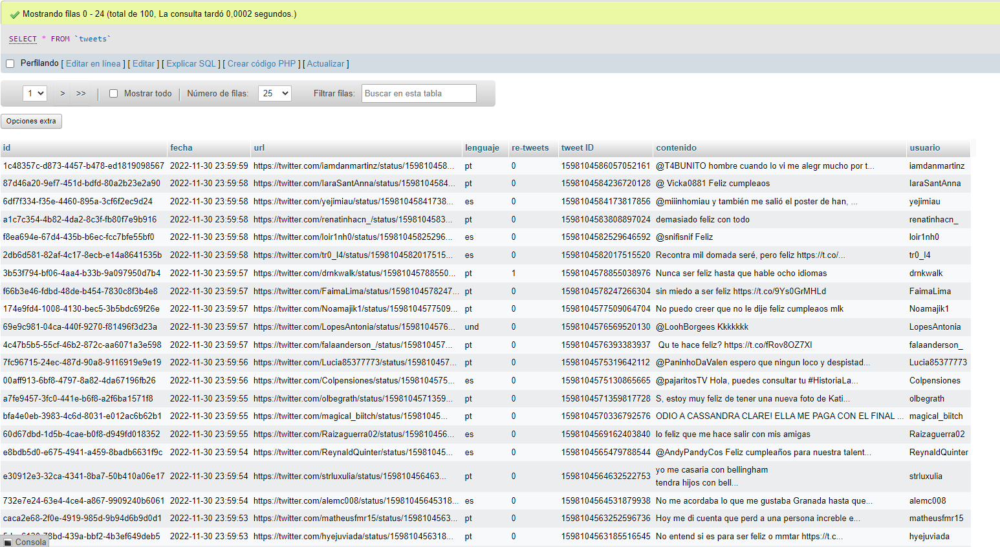 Mostrando filas 0 - 24 (total de 100, La consulta tardó 0,0002 segundos.)
SELECT * FROM `tweets`
Perfilando [ Editar en línea ] [ Editar ] [ Explicar SQL ] [ Crear código PHP ] [ Actualizar ]
1 > >> | Mostrar todo | Número de filas: 25 Filtrar filas: Buscar en esta tabla
Opciones extra
id fecha url lenguaje re-tweets tweet ID contenido usuario
1c48357c-d873-4457-b478-ed1819098567 2022-11-30 23:59:59 https://twitter.com/iamdanmartinz/status/159810458... pt 0 1598104586057052161 @T4BUNITO hombre cuando lo vi me alegr mucho por t... iamdanmartinz
87d46a20-9ef7-451d-bdfd-80a2b23e2a90 2022-11-30 23:59:58 https://twitter.com/IaraSantAnna/status/1598104584... pt 0 1598104584236720128 @ Vicka0881 Feliz cumpleaos IaraSantAnna
6df7f334-f35e-4460-895a-3cf6f2ec9d24 2022-11-30 23:59:58 https://twitter.com/yejimiau/status/15981045841738... es 0 1598104584173817856 @miiinhomiau y también me salió el poster de han, ... yejimiau
a1c7c354-4b82-4da2-8c3f-fb80f7e9b916 2022-11-30 23:59:58 https://twitter.com/renatinhacn_/status/1598104583... pt 0 1598104583808897024 demasiado feliz con todo renatinhacn_
f8ea694e-67d4-435b-b6ec-fcc7bfe55bf0 2022-11-30 23:59:58 https://twitter.com/loir1nh0/status/15981045825296... es 0 1598104582529646592 @snifisnif Feliz loir1nh0
2db6d581-82af-4c17-8ecb-e14a8641535b 2022-11-30 23:59:58 https://twitter.com/tr0_l4/status/1598104582017515... es 0 1598104582017515520 Recontra mil domada seré, pero feliz https://t.co/... tr0_l4
3b53f794-bf06-4aa4-b33b-9a097950d7b4 2022-11-30 23:59:57 https://twitter.com/drnkwalk/status/15981045788550... pt 1 1598104578855038976 Nunca ser feliz hasta que hable ocho idiomas drnkwalk
f66b3e46-fdbd-48de-b454-7830c8f3b4e8 2022-11-30 23:59:57 https://twitter.com/FaimaLima/status/1598104578247... pt 0 1598104578247266304 sin miedo a ser feliz https://t.co/9Ys0GrMHLd FaimaLima
174e9fd4-1008-4130-bec5-3b5bdc69f26e 2022-11-30 23:59:57 https://twitter.com/Noamajik1/status/1598104577509... pt 0 1598104577509064704 No puedo creer que no le dije feliz cumpleaos mlk Noamajik1
69e9c981-04ca-440f-9270-f81496f3d23a 2022-11-30 23:59:57 https://twitter.com/LopesAntonia/status/1598104576... und 0 1598104576569520130 @LoohBorgees Kkkkkkk LopesAntonia
4c47b5b5-55cf-46b2-872c-aa6071a3e598 2022-11-30 23:59:57 https://twitter.com/falaanderson_/status/159810457... pt 0 1598104576393383937 Qu te hace feliz? https://t.co/fRov8OZ7XI falaanderson_
7fc96715-24ec-487d-90a8-9116919e9e19 2022-11-30 23:59:56 https://twitter.com/Lucia85377773/status/159810457... pt 0 1598104575319642112 @PaninhoDaValen espero que ningun loco y despistad... Lucia85377773
00aff913-6bf8-4797-8a82-4da67196fb26 2022-11-30 23:59:56 https://twitter.com/Colpensiones/status/1598104575... es 0 1598104575130865665 @pajaritosTV Hola, puedes consultar tu #HistoriaLa... Colpensiones
a7fe9457-3fc0-441e-b6f8-a2f6ba1571f8 2022-11-30 23:59:55 https://twitter.com/olbegrath/status/1598104571359... pt 0 1598104571359817728 S, estoy muy feliz de tener una nueva foto de Kati... olbegrath
bfa4e0eb-3983-4c6d-8031-e012ac6b62b1 2022-11-30 23:59:55 https://twitter.com/magical_biitch/status/15981045... pt 0 1598104570336792576 ODIO A CASSANDRA CLARE! ELLA ME PAGA CON EL FINAL ... magical_biitch
60d67dbd-1d5b-4cae-b0f8-d949fd018352 2022-11-30 23:59:55 https://twitter.com/Raizaguerra02/status/159810456... es 0 1598104569162403840 lo feliz que me hace salir con mis amigas Raizaguerra02
e8bdb5d0-e675-4941-a459-8badb6631f9c 2022-11-30 23:59:54 https://twitter.com/ReynaldQuinter/status/15981045... es 0 1598104565479788544 @AndyPandyCos Feliz cumpleaños para nuestra talent... ReynaldQuinter
e30912e3-32ca-4341-8ba7-50b410a06e17 2022-11-30 23:59:54 https://twitter.com/strluxulia/status/159810456463... pt 0 1598104564632522753 yo me casaria con bellingham strluxulia
tendra hijos con bell...
732e7e24-63e4-4ce4-a867-9909240b6061 2022-11-30 23:59:54 https://twitter.com/alemc008/status/15981045645318... es 0 1598104564531879938 No me acordaba lo que me gustaba Granada hasta que... alemc008
caca2e68-2f0e-4919-985d-9b94d6b9d0d1 2022-11-30 23:59:53 https://twitter.com/matheusfmr15/status/1598104563... pt 0 1598104563252596736 Hoy me di cuenta que perd a una persona increble e... matheusfmr15
78bd-439a-bbf2-4b3ef649deb5 2022-11-30 23:59:53 https://twitter.com/hyejuviada/status/159810456318... pt 0 1598104563185516545 No entend si es para ser feliz o mmtar https://t.c... hyejuviada
Consola